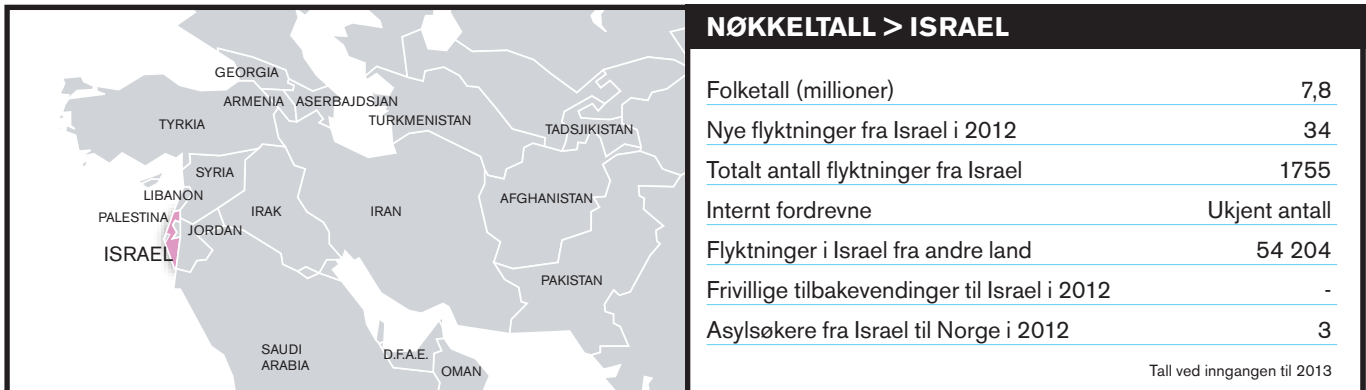 GEORGIA
ARMENIA
ASERBAJDSJAN
TYRKIA
TURKMENISTAN
TADSJIKISTAN
SYRIA
LIBANON
AFGHANISTAN
PALESTINA
IRAK
IRAN
JORDAN
ISRAEL
PAKISTAN
SAUDI
ARABIA
D.F.A.E.
OMAN
NØKKELTALL > ISRAEL
Folketall (millioner) 7,8
Nye flyktninger fra Israel i 2012 34
Totalt antall flyktninger fra Israel 1755
Internt fordrevne Ukjent antall
Flyktninger i Israel fra andre land 54 204
Frivillige tilbakevendinger til Israel i 2012 -
Asylsøkere fra Israel til Norge i 2012 3
Tall ved inngangen til 2013